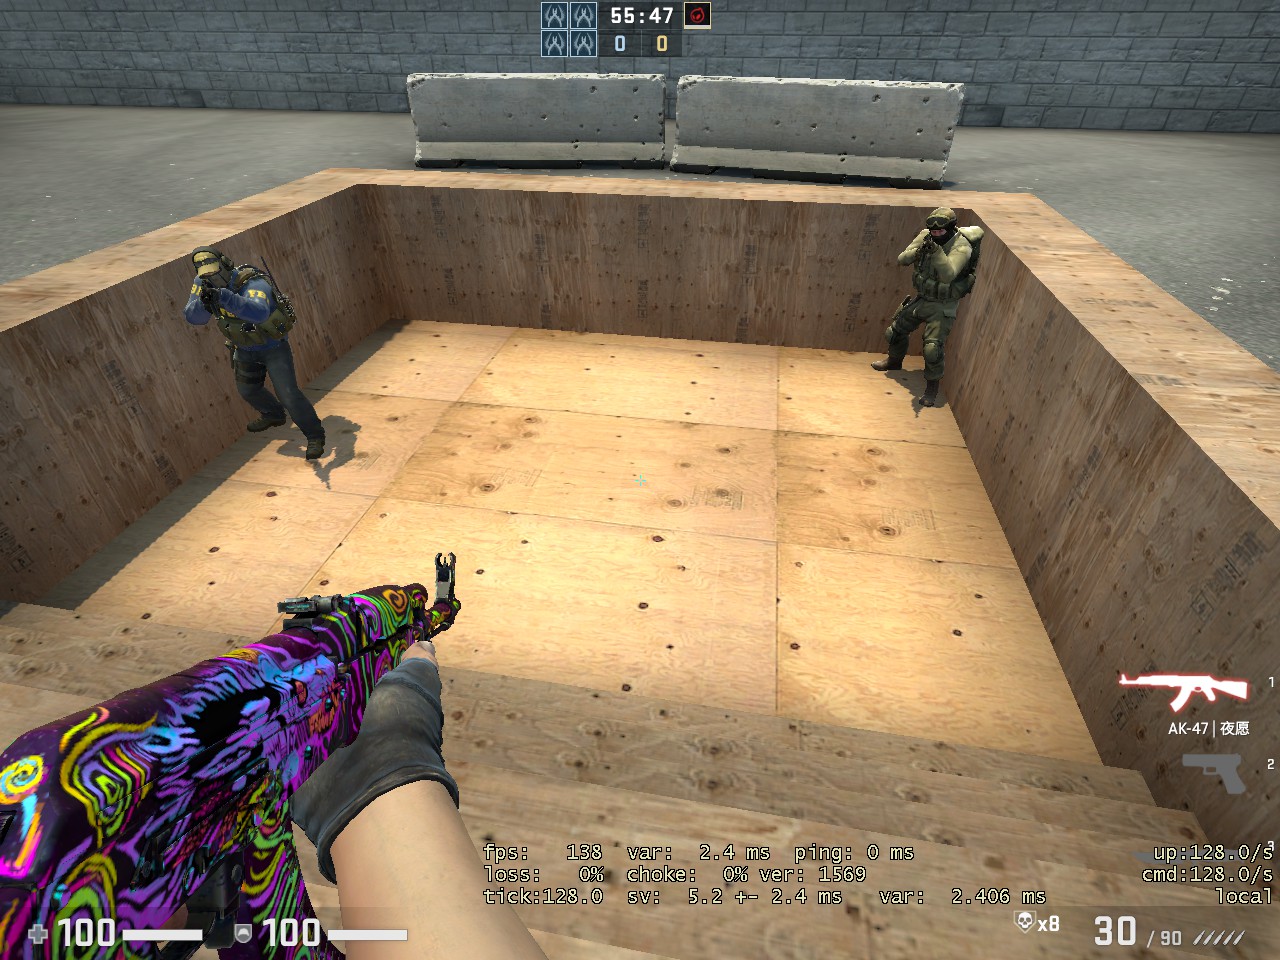 55:47
0 0
1
AK-47 | 夜愿
2
3
fps: 138 var: 2.4 ms ping: 0 ms
up:128.0/s
loss: 0% choke: 0% ver: 1569
cmd:128.0/s
tick:128.0 sv: 5.2 +- 2.4 ms var: 2.406 ms
local
100 100
x8
30 / 90